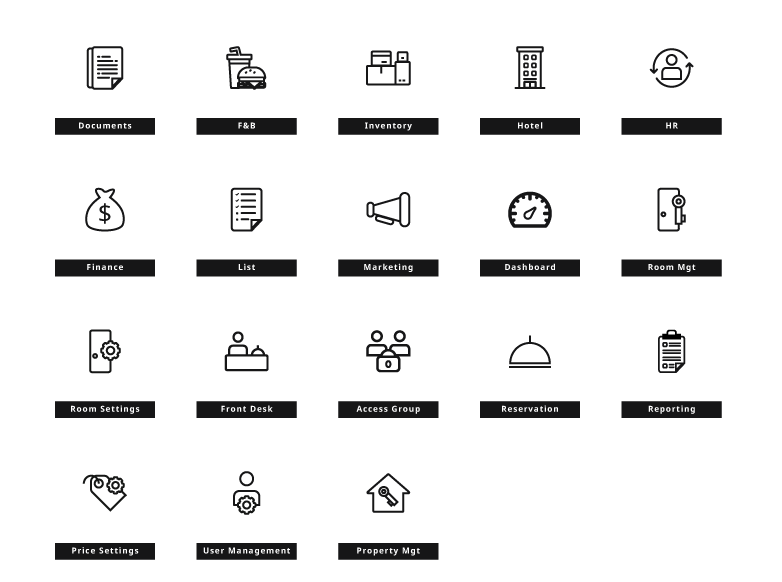 Documents
F&B
Inventory
Hotel
HR
Finance
List
Marketing
Dashboard
Room Mgt
Room Settings
Front Desk
Access Group
Reservation
Reporting
Price Settings
User Management
Property Mgt